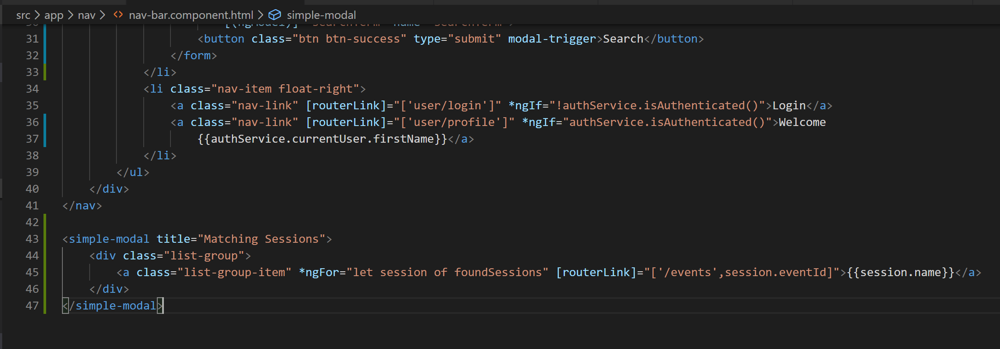 src > app > nav > <> nav-bar.component.html > simple-modal
31 <button class="btn btn-success" type="submit" modal-trigger>Search</button>
32 </form>
33 </li>
34 <li class="nav-item float-right">
35 <a class="nav-link" [routerLink]="['user/login']" *ngIf="!authService.isAuthenticated()">Login</a>
36 <a class="nav-link" [routerLink]="['user/profile']" *ngIf="authService.isAuthenticated()">Welcome
37 {{authService.currentUser.firstName}}</a>
38 </li>
39 </ul>
40 </div>
41 </nav>
42
43 <simple-modal title="Matching Sessions">
44 <div class="list-group">
45 <a class="list-group-item" *ngFor="let session of foundSessions" [routerLink]="['/events',session.eventId]">{{session.name}}</a>
46 </div>
47 </simple-modal>